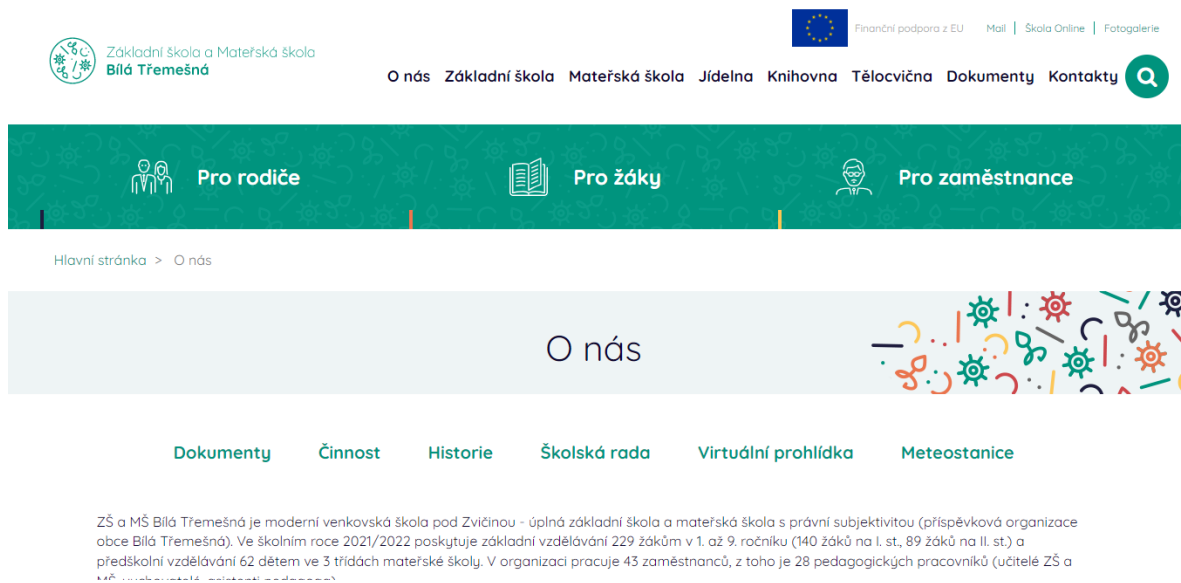 Finanční podpora z EU Mail Škola Online Fotogalerie
Základní škola a Mateřská škola
Bílá Třemešná
O nás Základní škola Mateřská škola Jídelna Knihovna Tělocvična Dokumenty Kontakty
Pro rodiče Pro žáky Pro zaměstnance
Hlavní stránka > O nás
O nás
Dokumenty Činnost Historie Školská rada Virtuální prohlídka Meteostanice
ZŠ a MŠ Bílá Třemešná je moderní venkovská škola pod Zvičinou - úplná základní škola a mateřská škola s právní subjektivitou (příspěvková organizace
obce Bílá Třemešná). Ve školním roce 2021/2022 poskytuje základní vzdělávání 229 žákům v 1. až 9. ročníku (140 žáků na I. st., 89 žáků na II. st.) a
předškolní vzdělávání 62 dětem ve 3 třídách mateřské školy. V organizaci pracuje 43 zaměstnanců, z toho je 28 pedagogických pracovníků (učitelé ZŠ a
MŠ, vychovatelé, asistenti pedagoga).